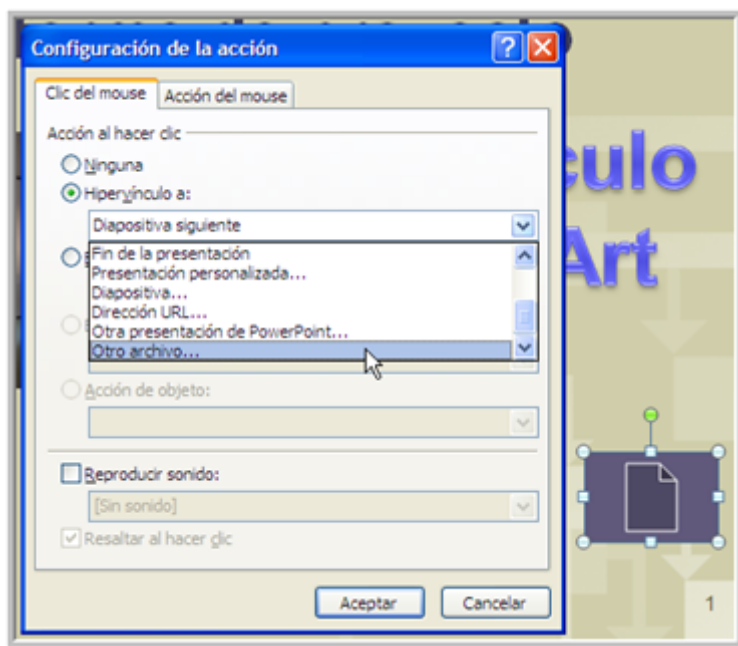 Configuración de la acción
Clic del mouse
Acción del mouse
Acción al hacer clic
Ninguna
Hipervínculo a:
Diapositiva siguiente
Fin de la presentación
Presentación personalizada...
Diapositiva...
Dirección URL...
Otra presentación de PowerPoint...
Otro archivo...
Acción de objeto:
Reproducir sonido:
[Sin sonido]
Resaltar al hacer clic
Aceptar
Cancelar
culo
Art
1